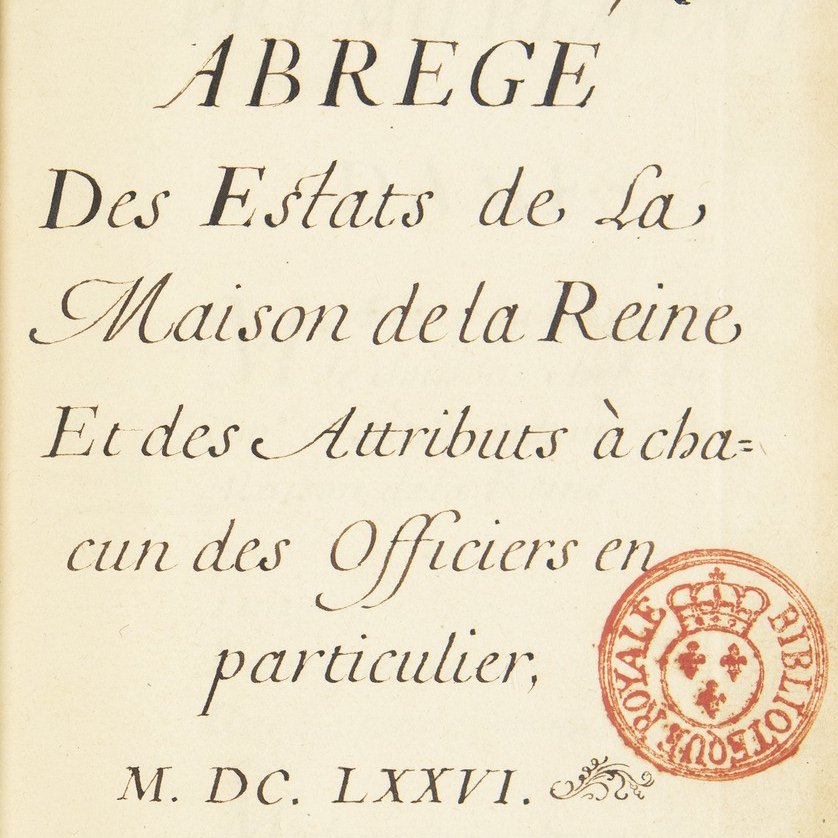 ABREGE
Des Estats de La
Maison de la Reine
Et des Attributs à cha=
cun des Officiers en
particulier,
M. DC. LXXVI.
BIBLIOTESQUE ROYALE